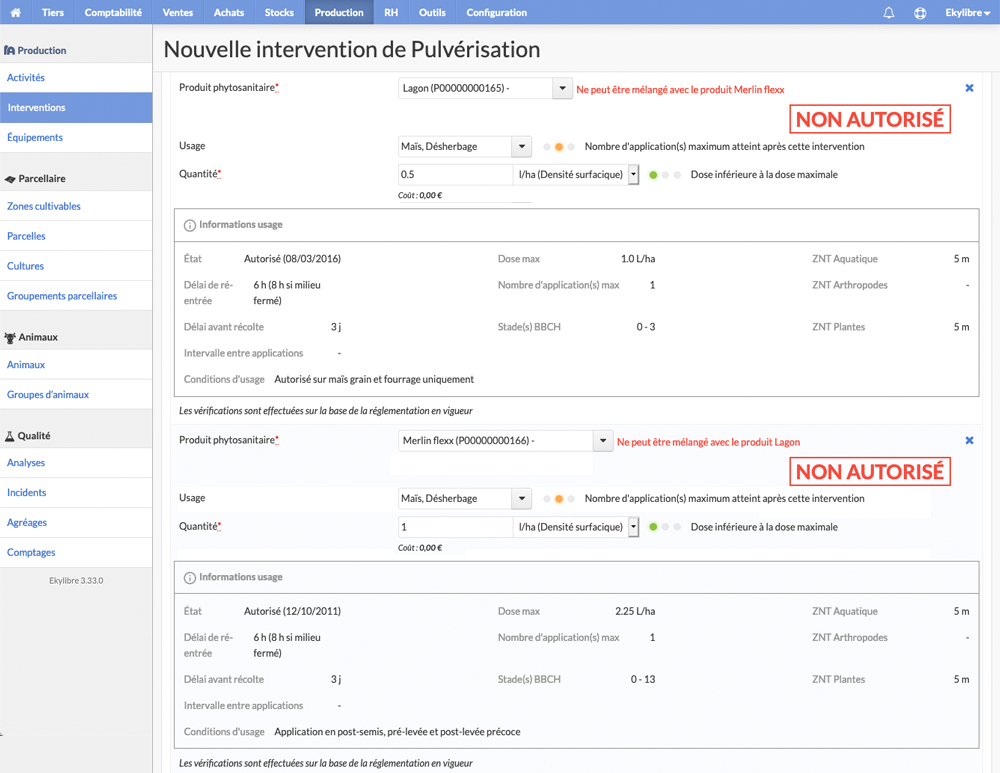 Tiers Comptabilité Ventes Achats Stocks Production RH Outils Configuration Ekylibre
Production
Activités
Interventions
Équipements
Parcellaire
Zones cultivables
Parcelles
Cultures
Groupements parcellaires
Animaux
Animaux
Groupes d'animaux
Qualité
Analyses
Incidents
Agréages
Comptages
Ekylibre 3.33.0
Nouvelle intervention de Pulvérisation
Produit phytosanitaire* Lagon (P00000000165) - Ne peut être mélangé avec le produit Merlin flexx
NON AUTORISÉ
Usage Maïs, Désherbage Nombre d'application(s) maximum atteint après cette intervention
Quantité* 0.5 l/ha (Densité surfacique) Dose inférieure à la dose maximale
Coût : 0,00 €
Informations usage
État Autorisé (08/03/2016) Dose max 1.0 L/ha ZNT Aquatique 5 m
Délai de ré- 6 h (8 h si milieu Nombre d'application(s) max 1 ZNT Arthropodes -
entrée fermé)
Délai avant récolte 3 j Stade(s) BBCH 0 - 3 ZNT Plantes 5 m
Intervalle entre applications -
Conditions d'usage Autorisé sur maïs grain et fourrage uniquement
Les vérifications sont effectuées sur la base de la réglementation en vigueur
Produit phytosanitaire* Merlin flexx (P00000000166) - Ne peut être mélangé avec le produit Lagon
NON AUTORISÉ
Usage Maïs, Désherbage Nombre d'application(s) maximum atteint après cette intervention
Quantité* 1 l/ha (Densité surfacique) Dose inférieure à la dose maximale
Coût : 0,00 €
Informations usage
État Autorisé (12/10/2011) Dose max 2.25 L/ha ZNT Aquatique 5 m
Délai de ré- 6 h (8 h si milieu Nombre d'application(s) max 1 ZNT Arthropodes -
entrée fermé)
Délai avant récolte 3 j Stade(s) BBCH 0 - 13 ZNT Plantes 5 m
Intervalle entre applications -
Conditions d'usage Application en post-semis, pré-levée et post-levée précoce
Les vérifications sont effectuées sur la base de la réglementation en vigueur